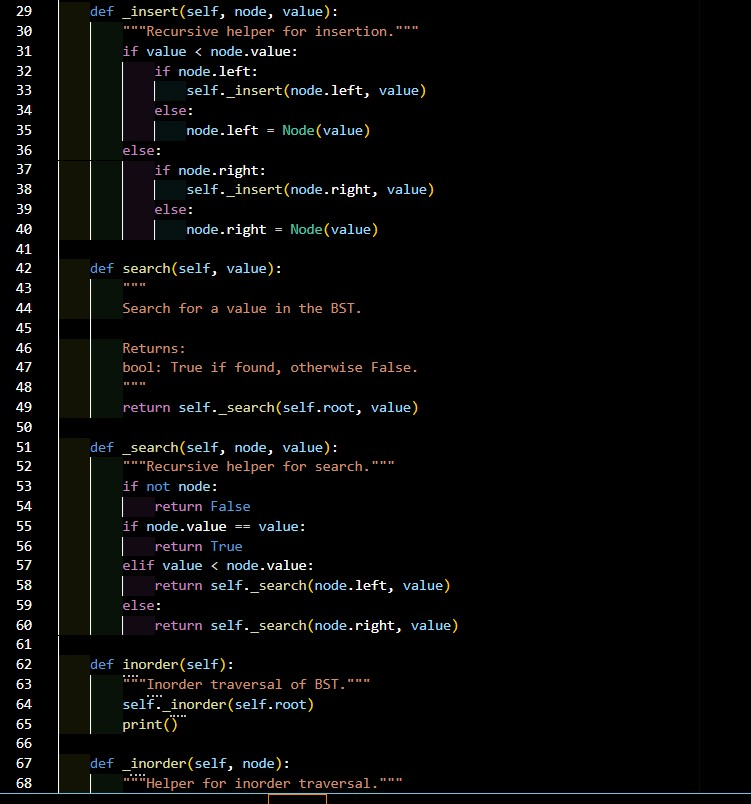 29 def _insert(self, node, value):
30 """Recursive helper for insertion."""
31 if value < node.value:
32 if node.left:
33 self._insert(node.left, value)
34 else:
35 node.left = Node(value)
36 else:
37 if node.right:
38 self._insert(node.right, value)
39 else:
40 node.right = Node(value)
41
42 def search(self, value):
43 """
44 Search for a value in the BST.
45
46 Returns:
47 bool: True if found, otherwise False.
48 """
49 return self._search(self.root, value)
50
51 def _search(self, node, value):
52 """Recursive helper for search."""
53 if not node:
54 return False
55 if node.value == value:
56 return True
57 elif value < node.value:
58 return self._search(node.left, value)
59 else:
60 return self._search(node.right, value)
61
62 def inorder(self):
63 """Inorder traversal of BST."""
64 self._inorder(self.root)
65 print()
66
67 def _inorder(self, node):
68 """Helper for inorder traversal."""